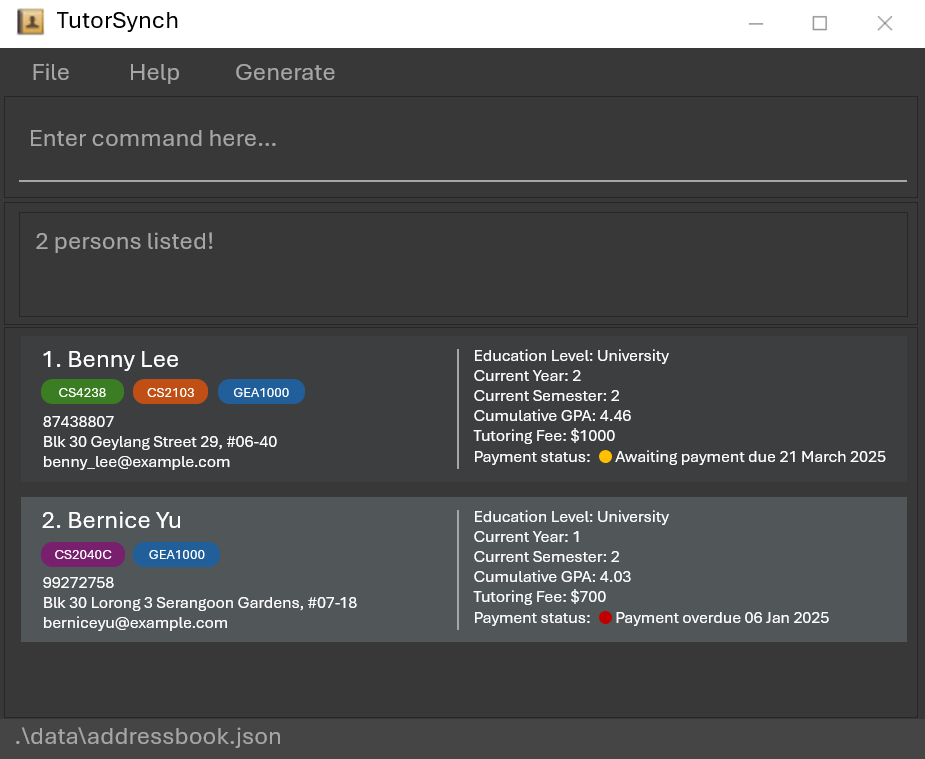 TutorSynch
File Help Generate
Enter command here...
2 persons listed!
1. Benny Lee
CS4238 CS2103 GEA1000
87438807
Blk 30 Geylang Street 29, #06-40
benny_lee@example.com
Education Level: University
Current Year: 2
Current Semester: 2
Cumulative GPA: 4.46
Tutoring Fee: $1000
Payment status: Awaiting payment due 21 March 2025
2. Bernice Yu
CS2040C GEA1000
99272758
Blk 30 Lorong 3 Serangoon Gardens, #07-18
berniceyu@example.com
Education Level: University
Current Year: 1
Current Semester: 2
Cumulative GPA: 4.03
Tutoring Fee: $700
Payment status: Payment overdue 06 Jan 2025
.\data\addressbook.json